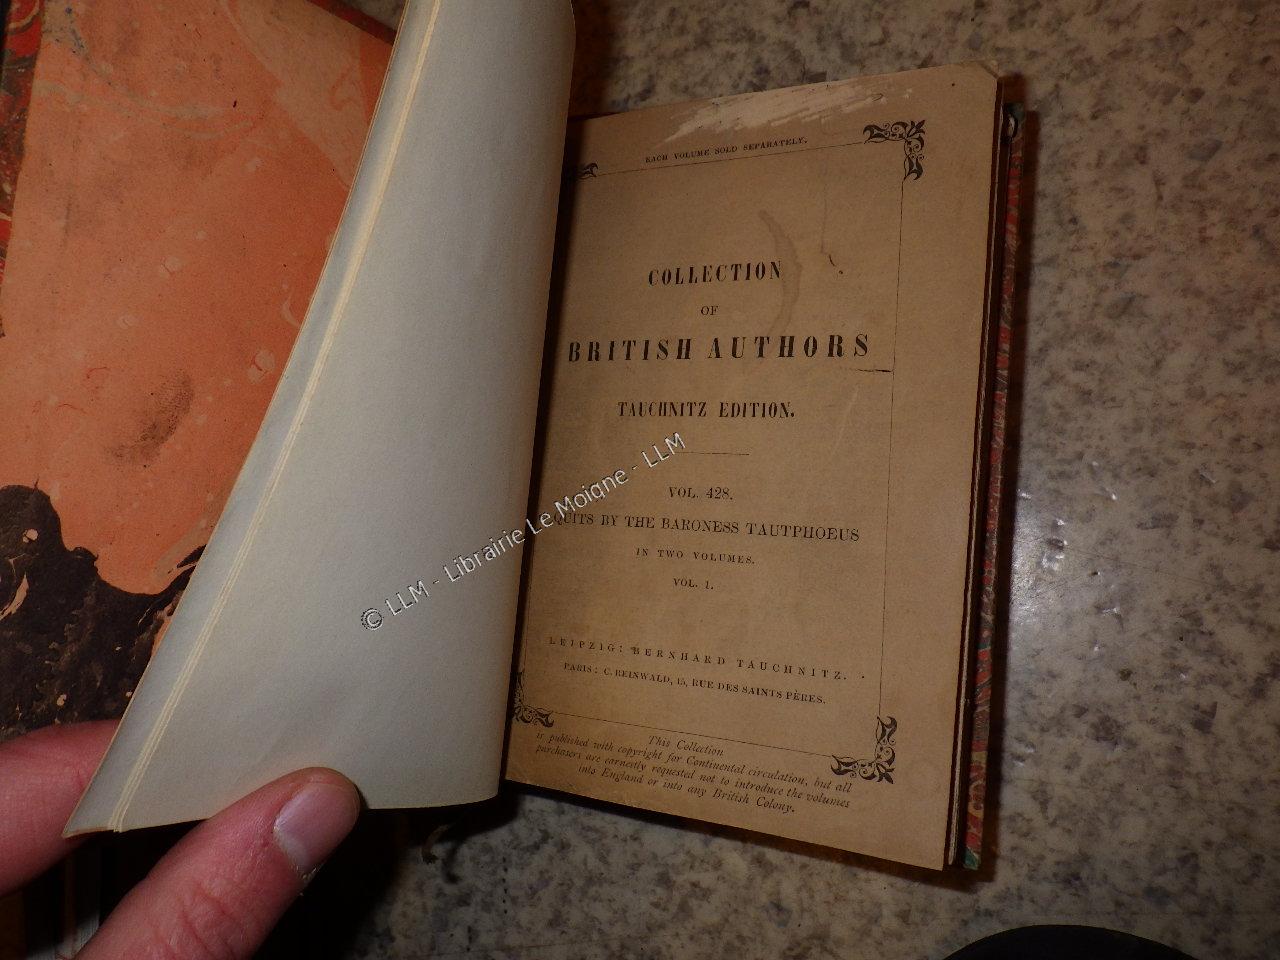 EACH VOLUME SOLD SEPARATELY.
COLLECTION
OF
BRITISH AUTHORS
TAUCHNITZ EDITION.
VOL. 428.
BY THE BARONESS TAUTPHOEUS
IN TWO VOLUMES.
VOL. 1.
LEIPZIG: BERNHARD TAUCHNITZ.
PARIS: C. REINWALD, 15, RUE DES SAINTS PÈRES.
This Collection
is published with copyright for Continental circulation, but all
purchasers are earnestly requested not to introduce the volumes
into England or into any British Colony.
© LLM - Librairie Le Moigne - LLM